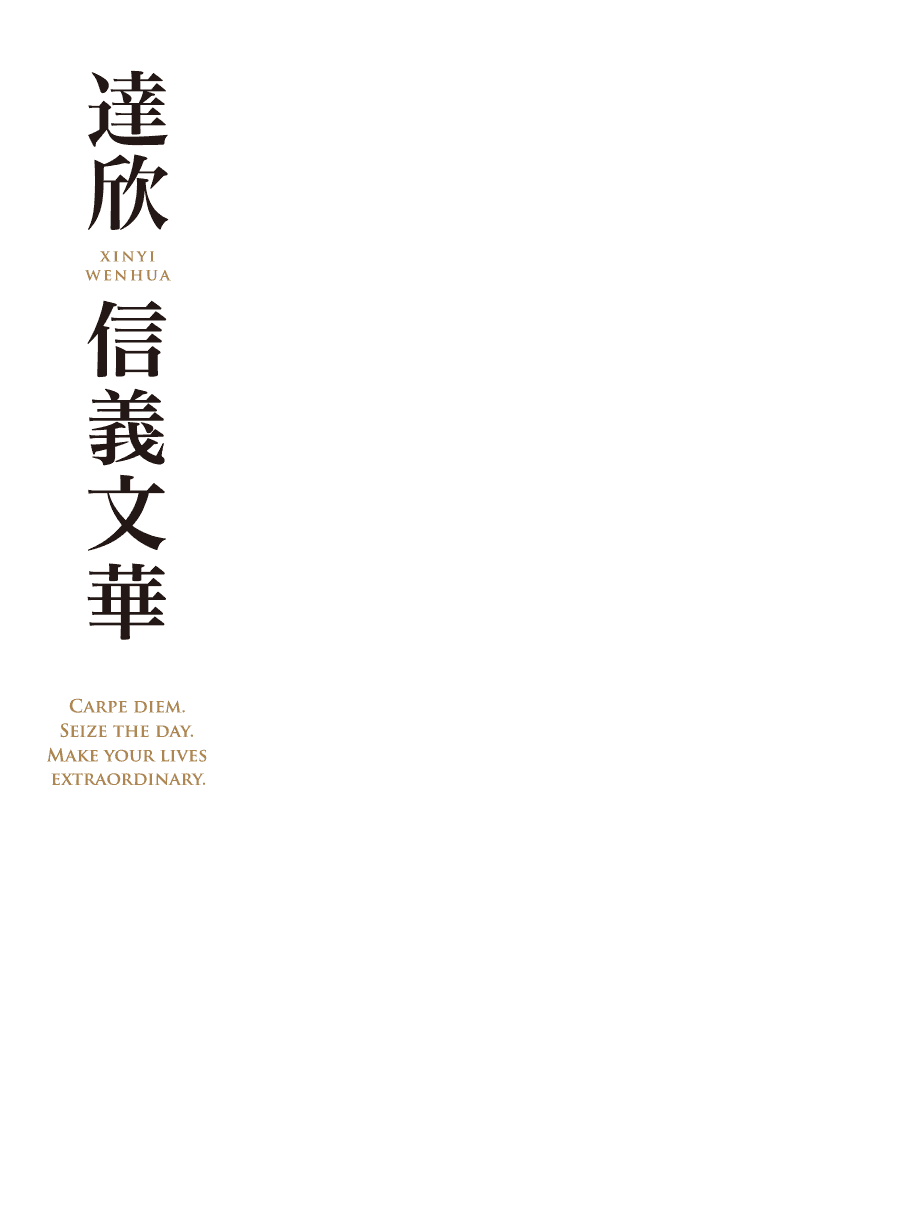 達欣
XINYI
WENHUA
信義文華
CARPE DIEM.
SEIZE THE DAY.
MAKE YOUR LIVES
EXTRAORDINARY.